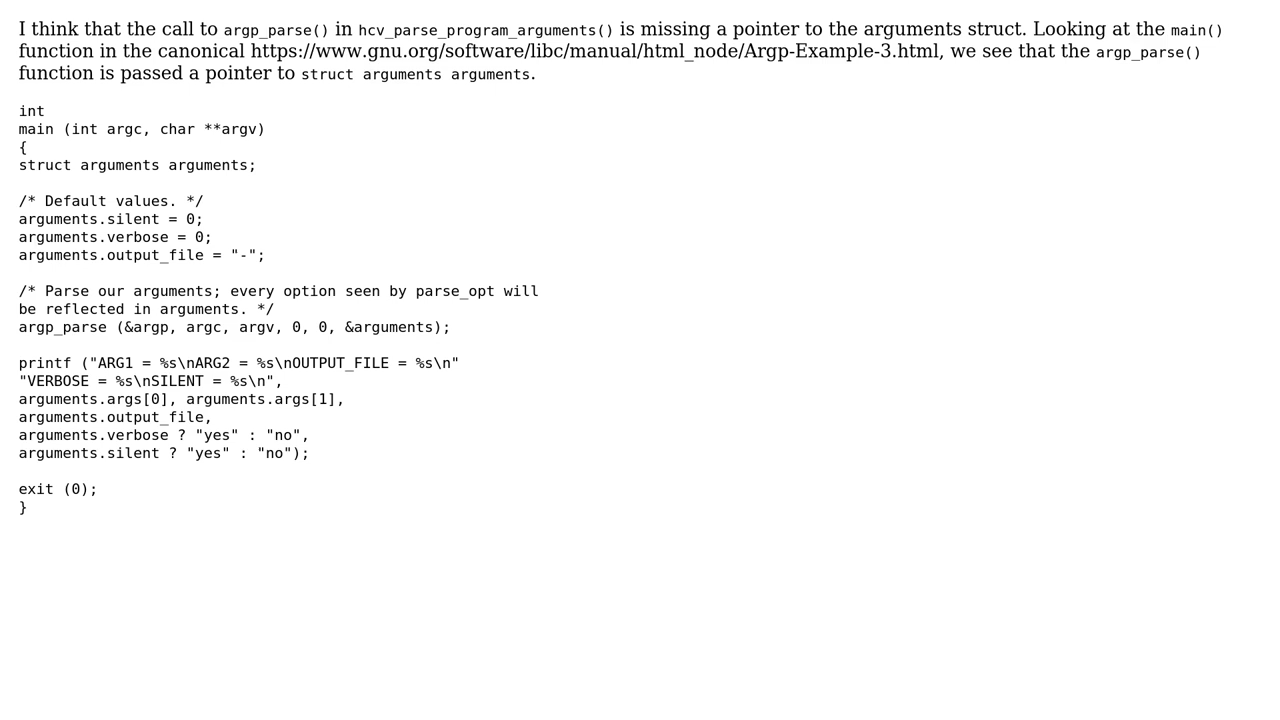 I think that the call to argp_parse() in hcv_parse_program_arguments() is missing a pointer to the arguments struct. Looking at the main()
function in the canonical https://www.gnu.org/software/libc/manual/html_node/Argp-Example-3.html, we see that the argp_parse()
function is passed a pointer to struct arguments arguments.
int
main (int argc, char **argv)
{
struct arguments arguments;
/* Default values. */
arguments.silent = 0;
arguments.verbose = 0;
arguments.output_file = "-";
/* Parse our arguments; every option seen by parse_opt will
be reflected in arguments. */
argp_parse (&argp, argc, argv, 0, 0, &arguments);
printf ("ARG1 = %s\nARG2 = %s\nOUTPUT_FILE = %s\n"
"VERBOSE = %s\nSILENT = %s\n",
arguments.args[0], arguments.args[1],
arguments.output_file,
arguments.verbose ? "yes" : "no",
arguments.silent ? "yes" : "no");
exit (0);
}